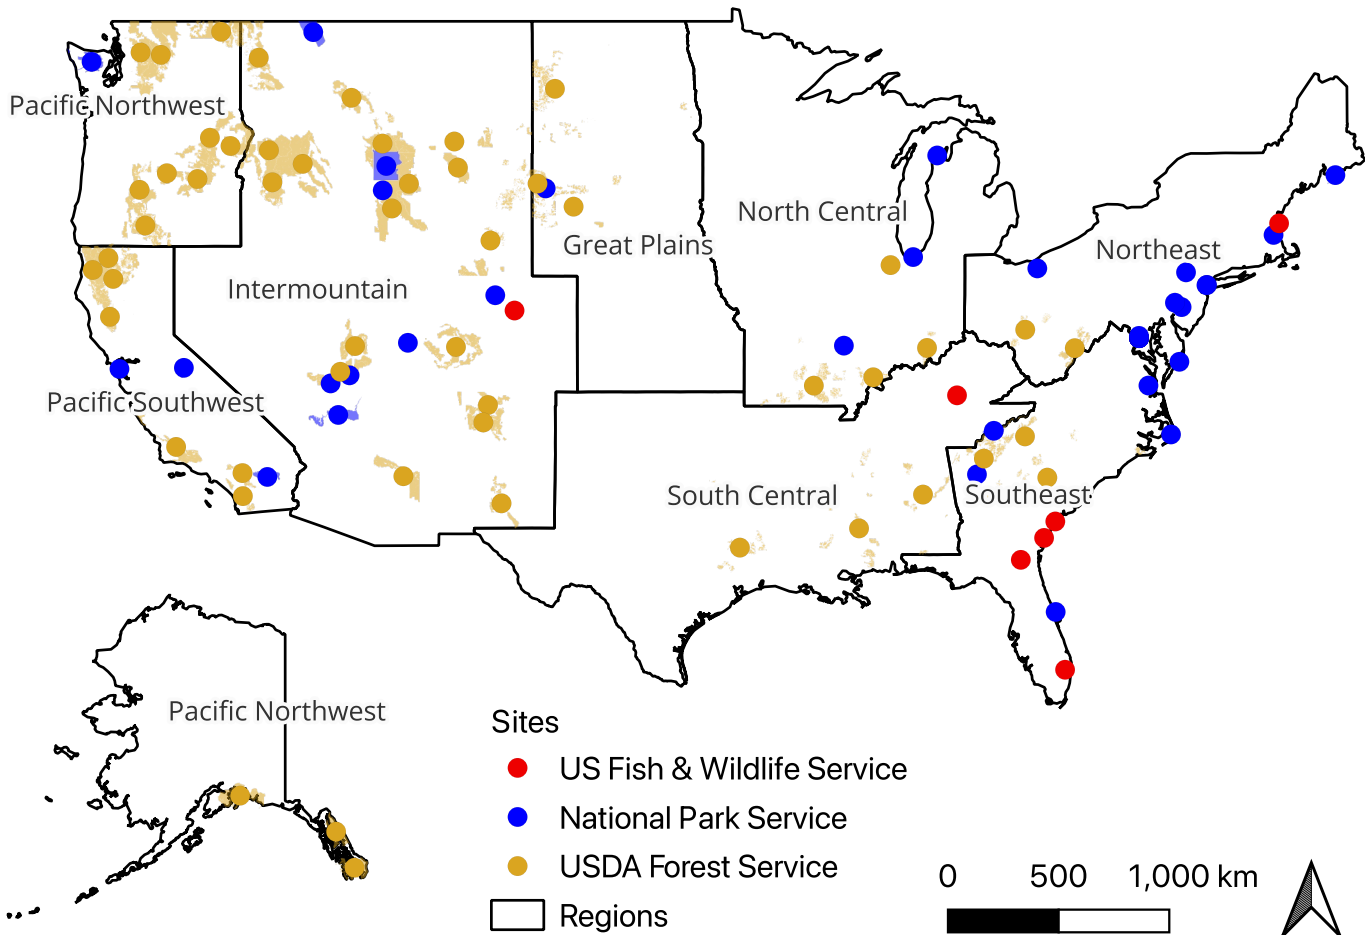 Pacific Northwest
North Central
Great Plains
Northeast
Intermountain
Pacific Southwest
South Central
Southeast
Pacific Northwest
Sites
US Fish & Wildlife Service
National Park Service
USDA Forest Service
Regions
0 500 1,000 km